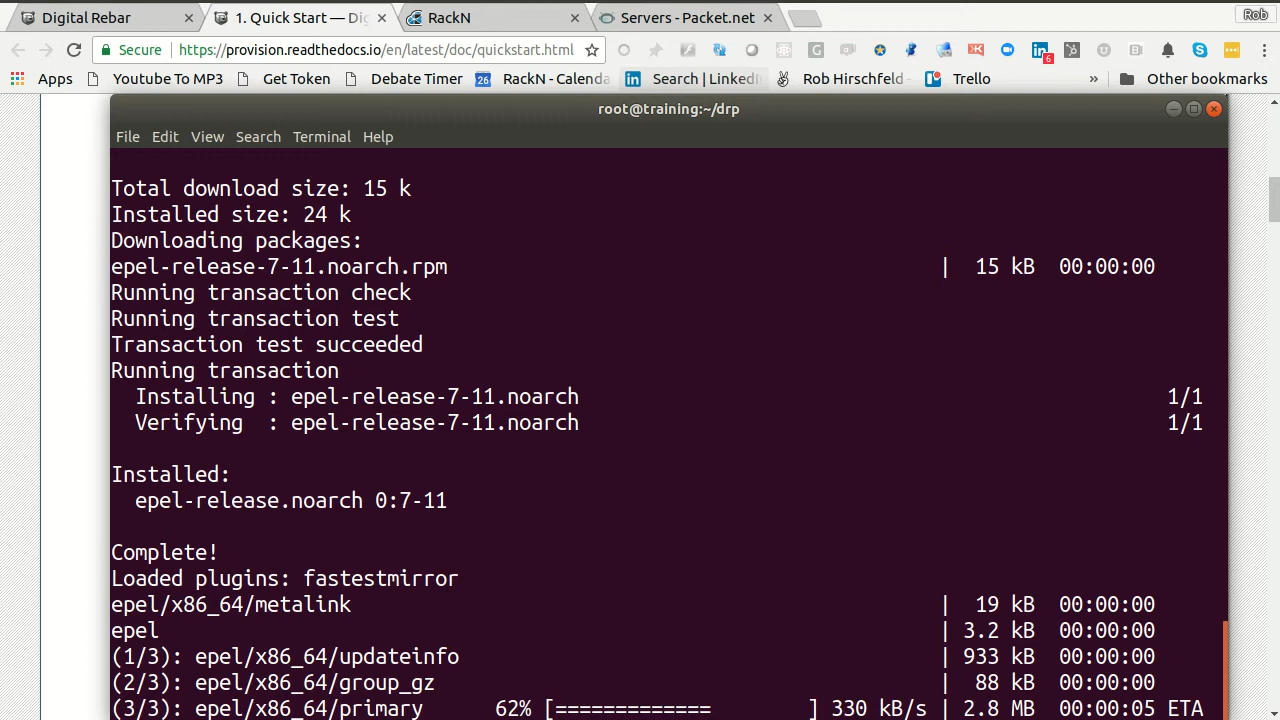 Digital Rebar
1. Quick Start — Di
RackN
Servers - Packet.net
Rob
Secure
https://provision.readthedocs.io/en/latest/doc/quickstart.html
6
Apps
Youtube To MP3
Get Token
Debate Timer
26
RackN - Calenda
Search | LinkedI
Rob Hirschfeld -
Trello
»
Other bookmarks
root@training:~/drp
File Edit View Search Terminal Help
Total download size: 15 k
Installed size: 24 k
Downloading packages:
epel-release-7-11.noarch.rpm | 15 kB 00:00:00
Running transaction check
Running transaction test
Transaction test succeeded
Running transaction
Installing : epel-release-7-11.noarch 1/1
Verifying : epel-release-7-11.noarch 1/1
Installed:
epel-release.noarch 0:7-11
Complete!
Loaded plugins: fastestmirror
epel/x86_64/metalink | 19 kB 00:00:00
epel | 3.2 kB 00:00:00
(1/3): epel/x86_64/updateinfo | 933 kB 00:00:00
(2/3): epel/x86_64/group_gz | 88 kB 00:00:00
(3/3): epel/x86_64/primary 62% [============= ] 330 kB/s | 2.8 MB 00:00:05 ETA